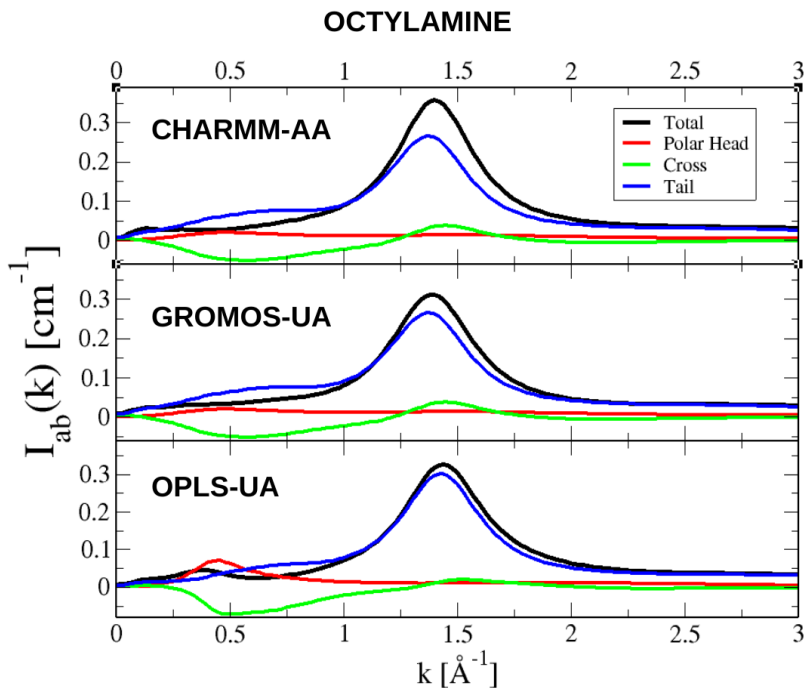 OCTYLAMINE
0 0.5 1 1.5 2 2.5 3
CHARMM-AA
0.3
0.2
0.1
0
Total
Polar Head
Cross
Tail
GROMOS-UA
0.3
0.2
0.1
0
I_ab(k) [cm⁻¹]
OPLS-UA
0.3
0.2
0.1
0
0 0.5 1 1.5 2 2.5 3
k [Å⁻¹]